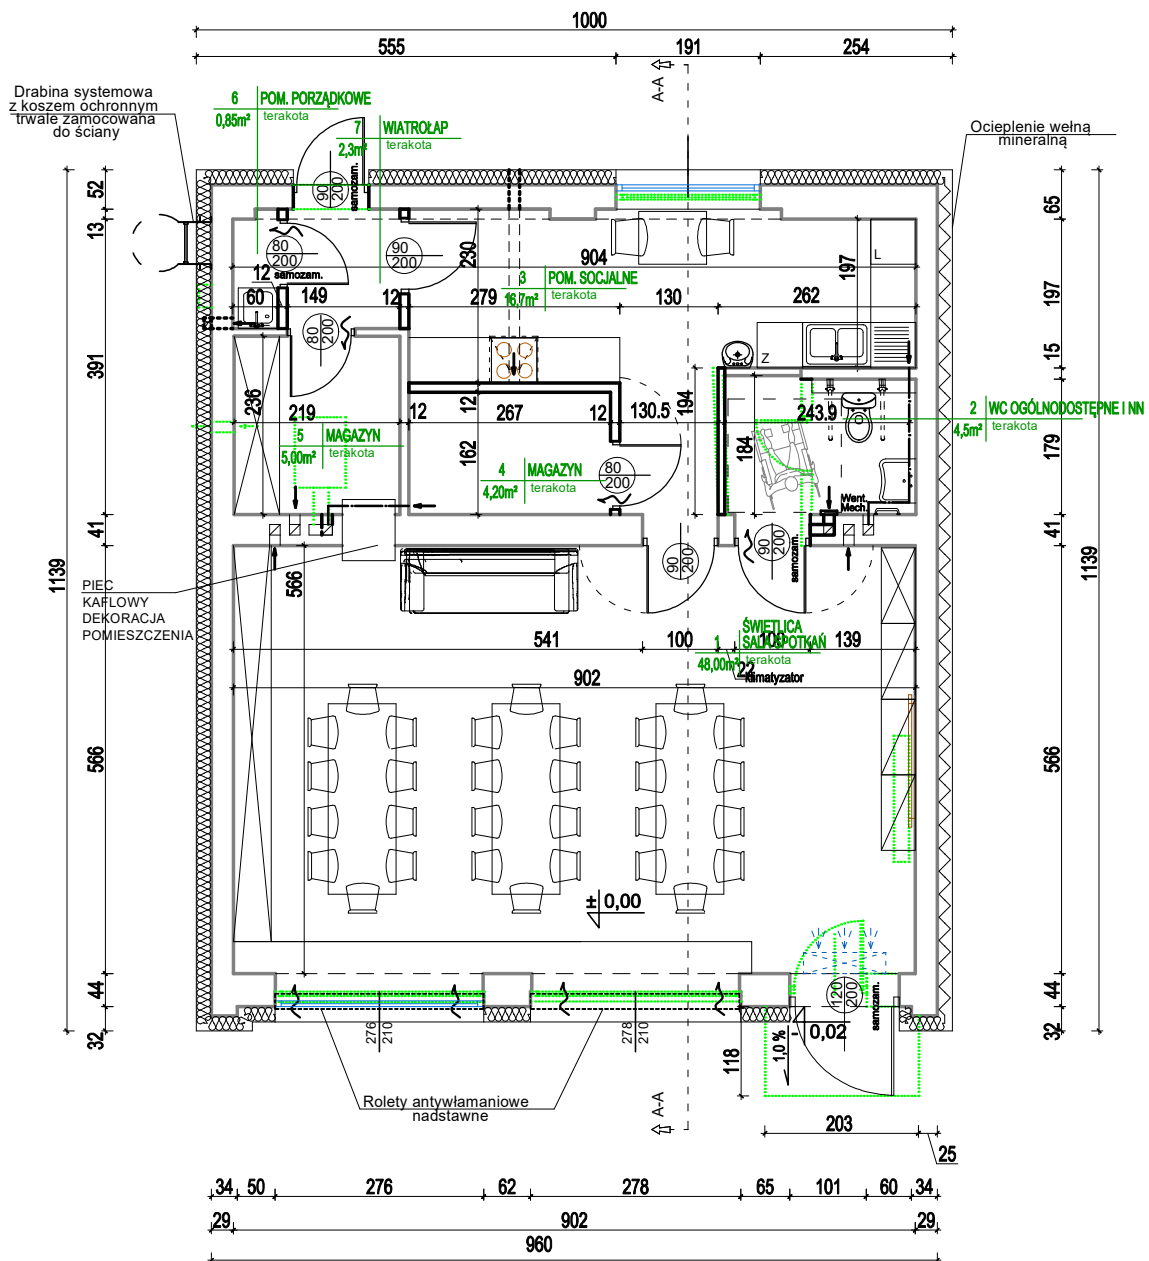 1000
555
191
254
A-A
Drabina systemowa
z koszem ochronnym
trwale zamocowana
do ściany
6
POM. PORZĄDKOWE
0,85m²
terakota
7
WIATROŁAP
2,3m²
terakota
Ocieplenie wełną
mineralną
52
13
391
41
1139
566
44
32
65
197
15
179
41
1139
566
44
32
90
200
samozam.
80
200
samozam.
90
200
230
904
197
L
12
60
149
12
279
130
262
3
POM. SOCJALNE
16,7m²
terakota
80
200
Z
236
219
12
12
267
12
130.5
194
243.9
2
WC OGÓLNODOSTĘPNE I NN
4,5m²
terakota
5
MAGAZYN
5,00m²
terakota
162
184
4
MAGAZYN
4,20m²
terakota
80
200
Went.
Mech.
90
200
90
200
samozam.
PIEC
KAFLOWY
DEKORACJA
POMIESZCZENIA
566
541
100
100
139
1
ŚWIETLICA
SALA SPOTKAŃ
48,00m²
terakota
22
Klimatyzator
902
± 0,00
120
200
samozam.
- 0,02
1,0 %
118
276
210
278
210
Rolety antywłamaniowe
nadstawne
A-A
203
25
34
50
276
62
278
65
101
60
34
29
902
29
960